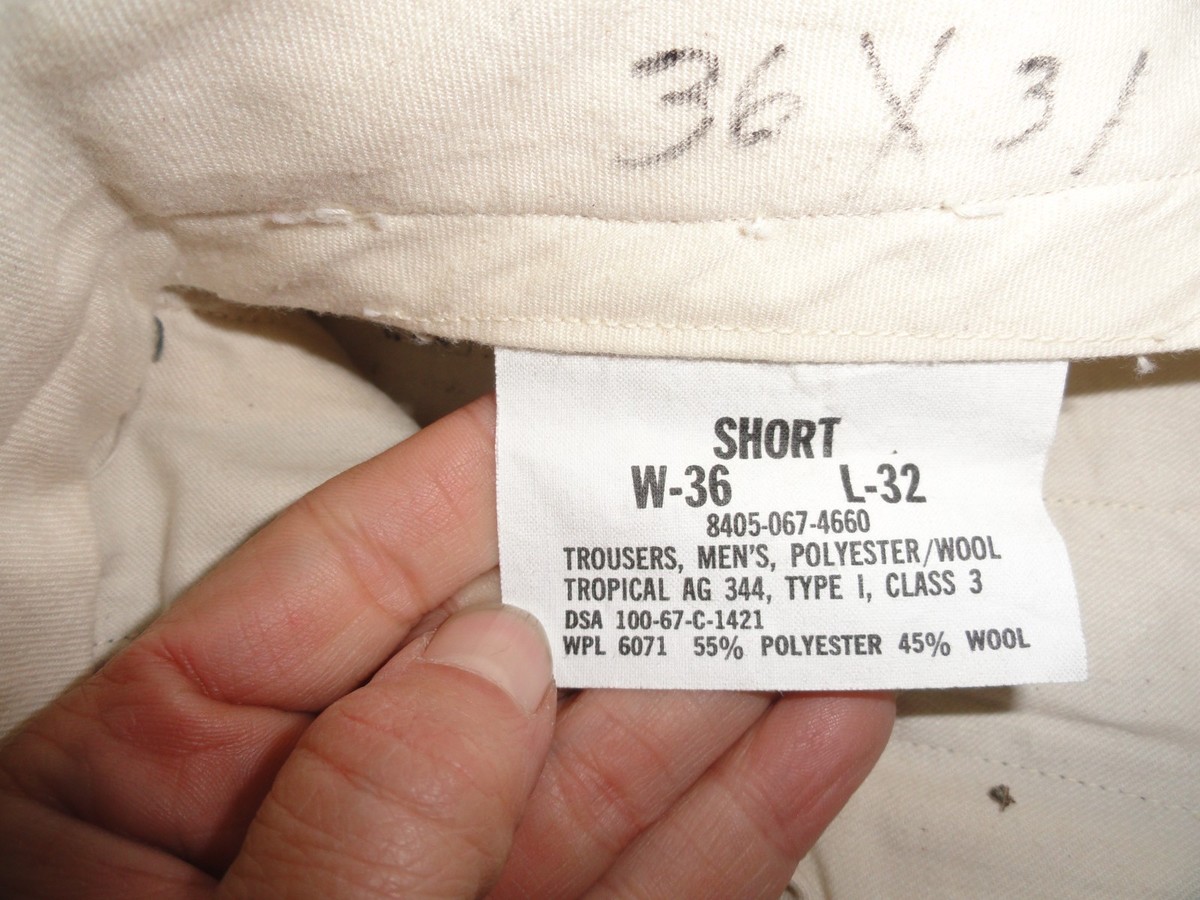 36 X 31
SHORT
W-36 L-32
8405-067-4660
TROUSERS, MEN'S, POLYESTER/WOOL
TROPICAL AG 344, TYPE I, CLASS 3
DSA 100-67-C-1421
WPL 6071 55% POLYESTER 45% WOOL